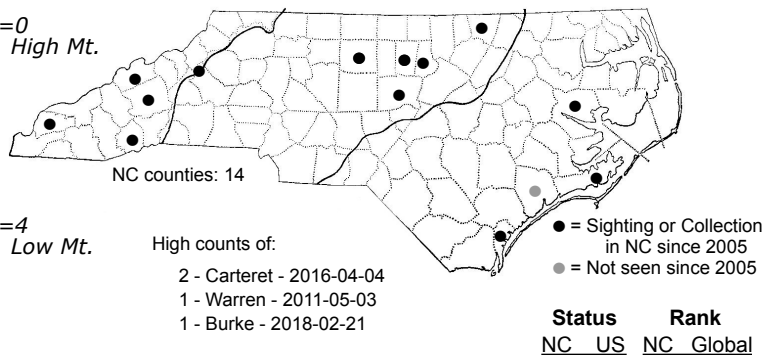 =0
High Mt.
NC counties: 14
=4
Low Mt.
High counts of:
2 - Carteret - 2016-04-04
1 - Warren - 2011-05-03
1 - Burke - 2018-02-21
= Sighting or Collection
in NC since 2005
= Not seen since 2005
Status Rank
NC US NC Global